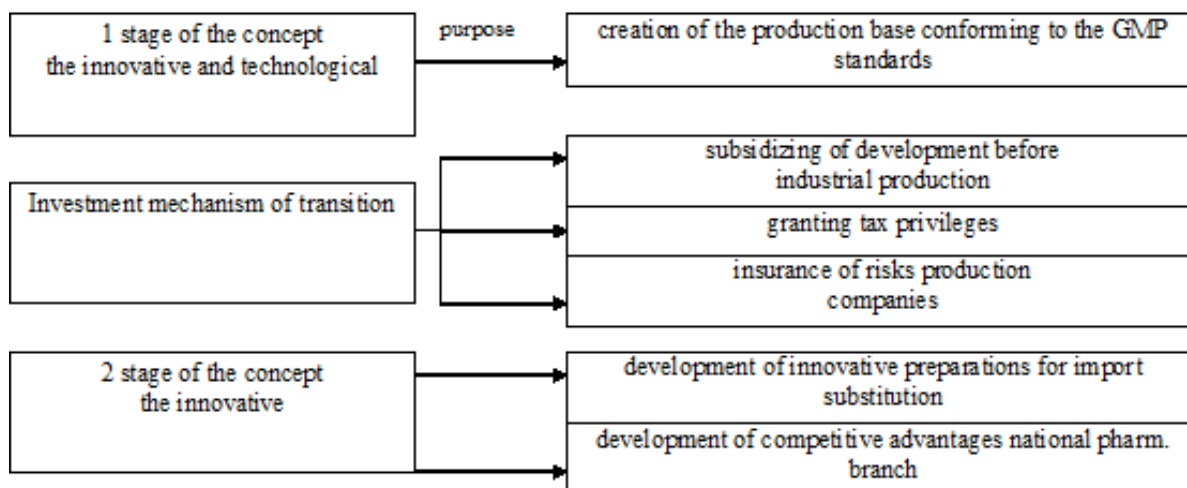 1 stage of the concept
the innovative and technological
purpose
creation of the production base conforming to the GMP
standards
Investment mechanism of transition
subsidizing of development before
industrial production
granting tax privileges
insurance of risks production
companies
2 stage of the concept
the innovative
development of innovative preparations for import
substitution
development of competitive advantages national pharm.
branch